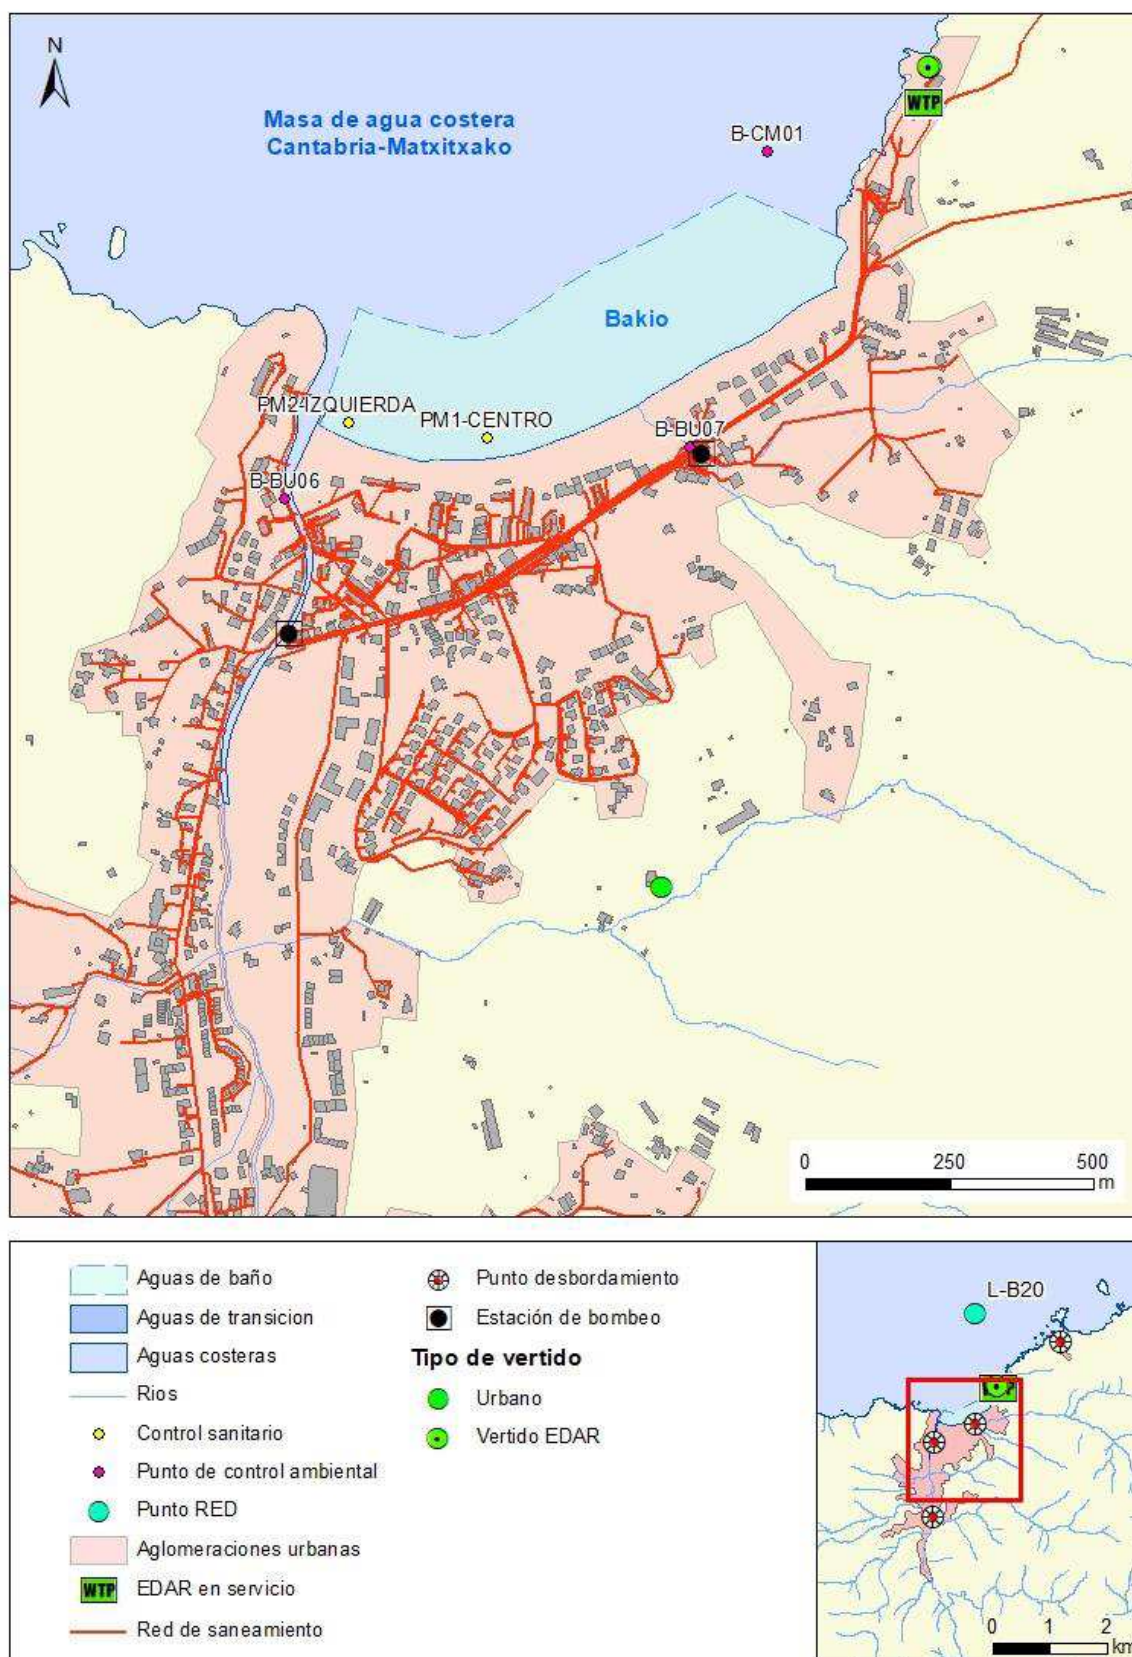 N
Masa de agua costera
Cantabria-Matxitxako
WTP
B-CM01
Bakio
PM2-IZQUIERDA
PM1-CENTRO
B-BU07
B-BU06
0 250 500
m
Aguas de baño
Aguas de transicion
Aguas costeras
Rios
Control sanitario
Punto de control ambiental
Punto RED
Aglomeraciones urbanas
WTP EDAR en servicio
Red de saneamiento
Punto desbordamiento
Estación de bombeo
Tipo de vertido
Urbano
Vertido EDAR
L-B20
0 1 2
km